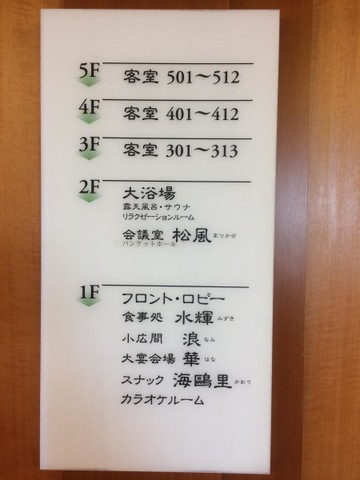 5F 客室 501～512
4F 客室 401～412
3F 客室 301～313
2F 大浴場
露天風呂・サウナ
リラクゼーションルーム
会議室 松風 まつかぜ
バンケットホール
1F フロント・ロビー
食事処 水輝 みずき
小広間 浪 なみ
大宴会場 華 はな
スナック 海鷗里 かおり
カラオケルーム